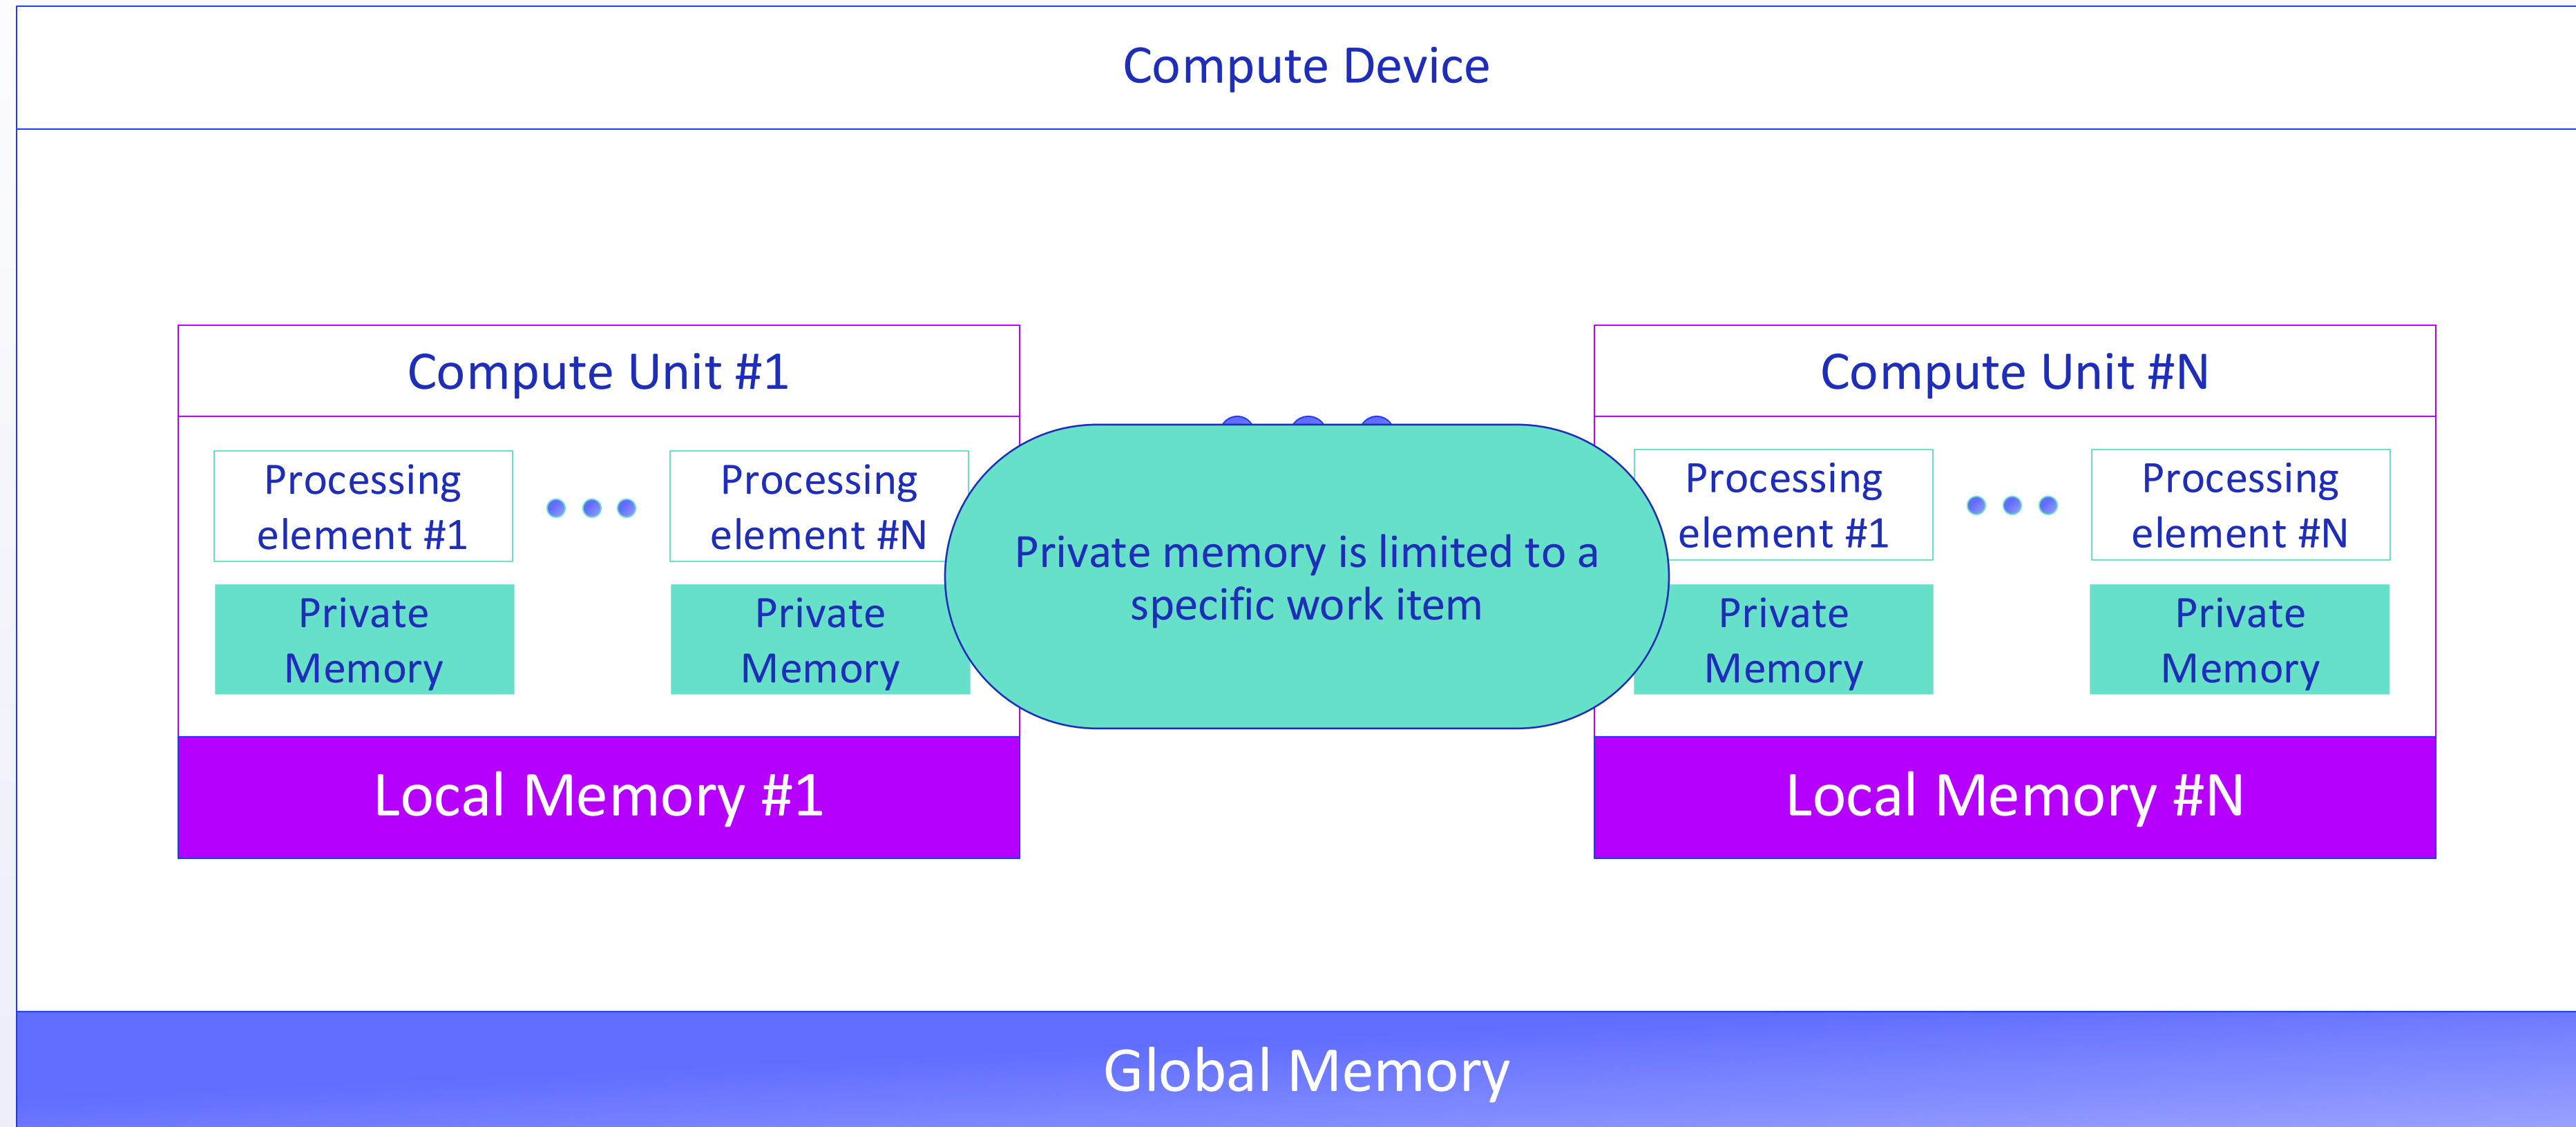 Compute Device
Compute Unit #1
Processing
element #1
Processing
element #N
Private
Memory
Private
Memory
Local Memory #1
Private memory is limited to a
specific work item
Compute Unit #N
Processing
element #1
Processing
element #N
Private
Memory
Private
Memory
Local Memory #N
Global Memory